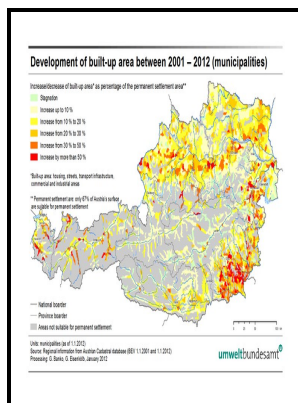 Development of built-up area between 2001 – 2012 (municipalities)
Increase/decrease of built-up area* as percentage of the permanent settlement area**
Stagnation
Increase up to 10 %
Increase from 10 % to 20 %
Increase from 20 % to 30 %
Increase from 30 % to 50 %
Increase by more than 50 %
*Built-up area: housing, streets, transport infrastructure,
commercial and industrial areas
** Permanent settlement are: only 67% of Austria's surface
are suitable for permanent settlement
National boarder
Province boarder
Areas not suitable for permanent settlement
Units: municipalities (as of 1.1.2012)
Source: Regional information from Austrian Cadastral database (BEV 1.1.2001 and 1.1.2012)
Processing: G. Banko, January 2012
umweltbundesamt